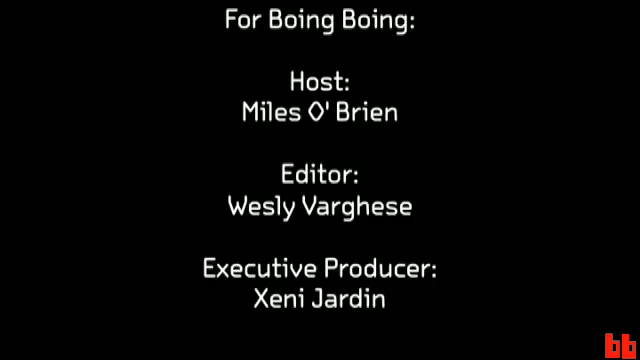 For Boing Boing:
Host:
Miles O' Brien
Editor:
Wesly Varghese
Executive Producer:
Xeni Jardin
bb